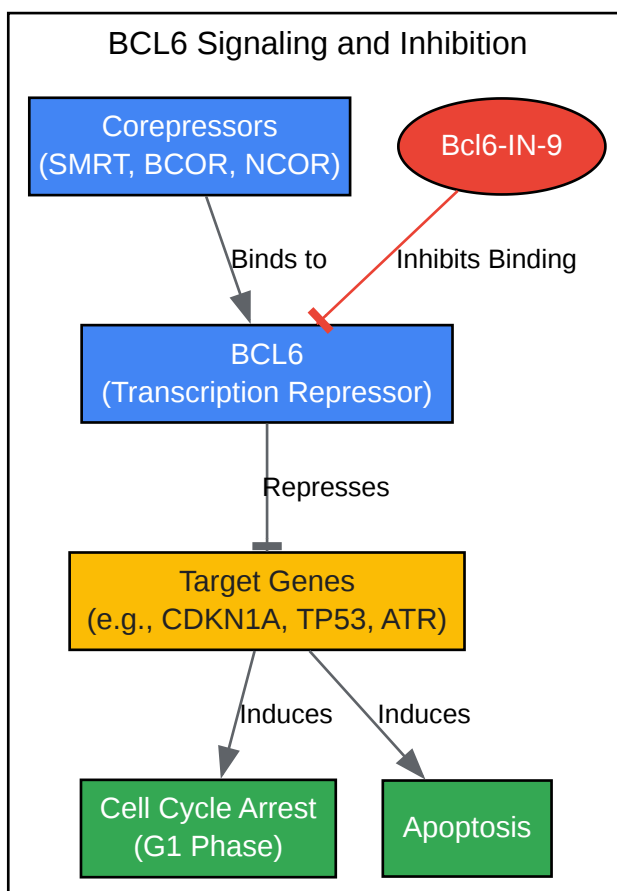 BCL6 Signaling and Inhibition
Corepressors
(SMRT, BCOR, NCOR)
Bcl6-IN-9
Binds to
Inhibits Binding
BCL6
(Transcription Repressor)
Represses
Target Genes
(e.g., CDKN1A, TP53, ATR)
Induces
Induces
Cell Cycle Arrest
(G1 Phase)
Apoptosis